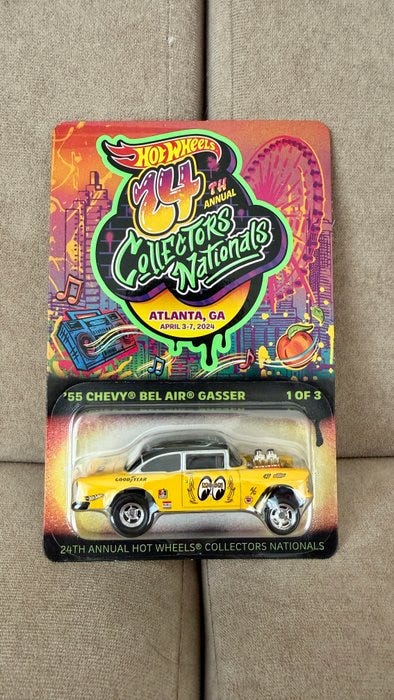 HOT WHEELS
24TH
ANNUAL
COLLECTORS
Nationals
ATLANTA, GA
APRIL 3-7, 2024
'55 CHEVY® BEL AIR® GASSER 1 OF 3
GOODYEAR
24TH ANNUAL HOT WHEELS® COLLECTORS NATIONALS